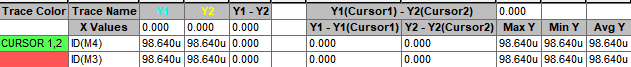 Trace Color Trace Name Y1 Y2 Y1 - Y2 Y1(Cursor1) - Y2(Cursor2) 0.000
X Values 0.000 0.000 0.000 Y1 - Y1(Cursor1) Y2 - Y2(Cursor2) Max Y Min Y Avg Y
CURSOR 1,2 ID(M4) 98.640u 98.640u 0.000 0.000 0.000 98.640u 98.640u 98.640u
ID(M3) 98.640u 98.640u 0.000 0.000 0.000 98.640u 98.640u 98.640u